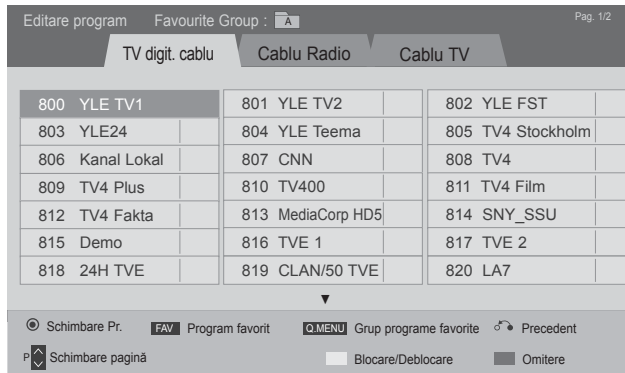 Editare program Favourite Group : A Pag. 1/2
TV digit. cablu Cablu Radio Cablu TV
800 YLE TV1 801 YLE TV2 802 YLE FST
803 YLE24 804 YLE Teema 805 TV4 Stockholm
806 Kanal Lokal 807 CNN 808 TV4
809 TV4 Plus 810 TV400 811 TV4 Film
812 TV4 Fakta 813 MediaCorp HD5 814 SNY_SSU
815 Demo 816 TVE 1 817 TVE 2
818 24H TVE 819 CLAN/50 TVE 820 LA7
Schimbare Pr. FAV Program favorit Q.MENU Grup programe favorite Precedent
P Schimbare pagină Blocare/Deblocare Omitere